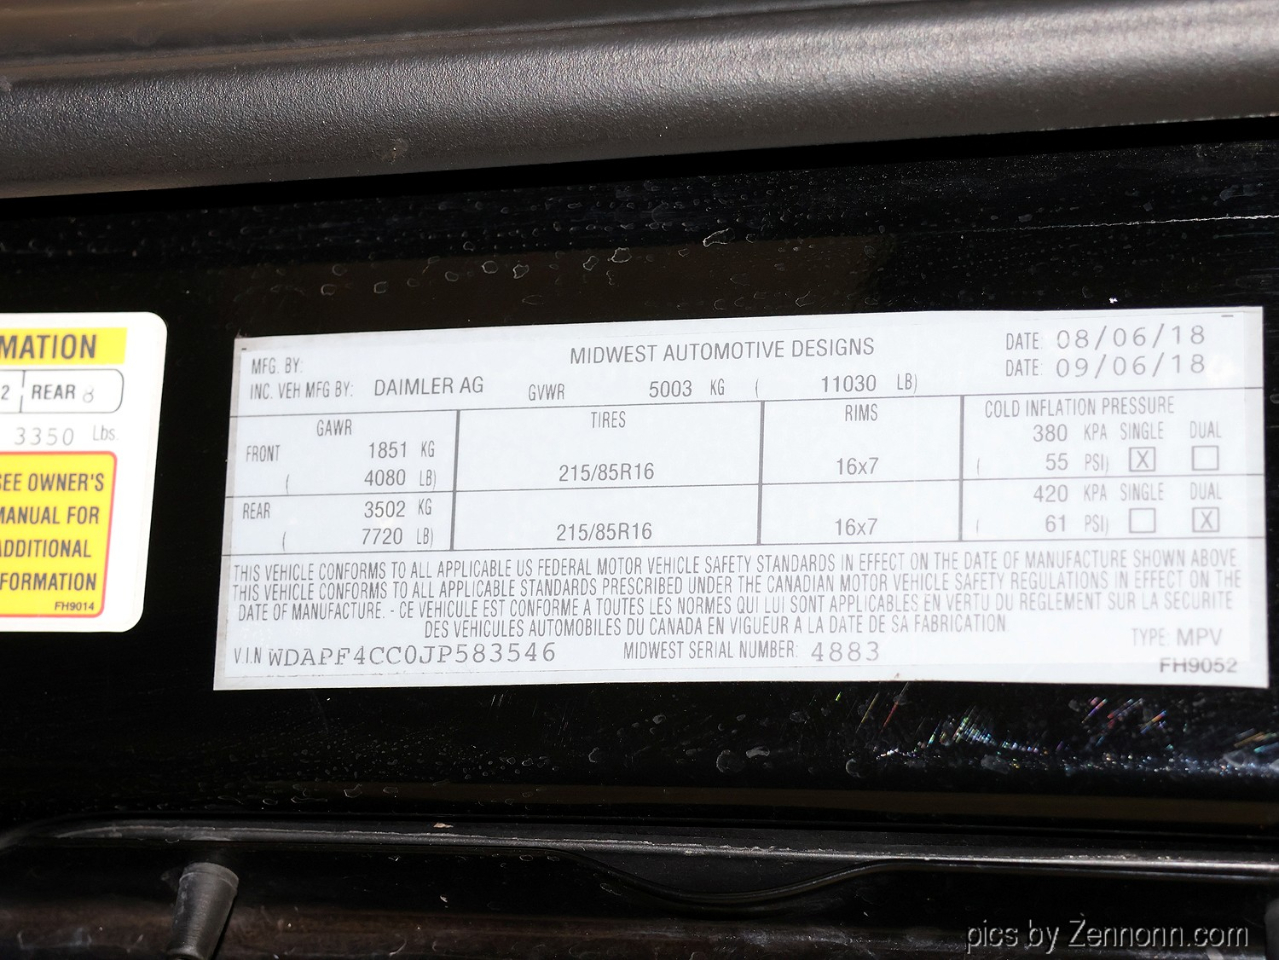 MATION
2 REAR 8
3350 Lbs.
SEE OWNER'S
MANUAL FOR
ADDITIONAL
FORMATION
FH9014
MFG. BY: MIDWEST AUTOMOTIVE DESIGNS DATE: 08/06/18
INC. VEH MFG BY: DAIMLER AG GVWR 5003 KG ( 11030 LB) DATE: 09/06/18
GAWR TIRES RIMS COLD INFLATION PRESSURE
FRONT 1851 KG 380 KPA SINGLE DUAL
( 4080 LB) 215/85R16 16x7 ( 55 PSI) X
REAR 3502 KG 420 KPA SINGLE DUAL
( 7720 LB) 215/85R16 16x7 ( 61 PSI) X
THIS VEHICLE CONFORMS TO ALL APPLICABLE US FEDERAL MOTOR VEHICLE SAFETY STANDARDS IN EFFECT ON THE DATE OF MANUFACTURE SHOWN ABOVE.
THIS VEHICLE CONFORMS TO ALL APPLICABLE STANDARDS PRESCRIBED UNDER THE CANADIAN MOTOR VEHICLE SAFETY REGULATIONS IN EFFECT ON THE
DATE OF MANUFACTURE. - CE VEHICULE EST CONFORME A TOUTES LES NORMES QUI LUI SONT APPLICABLES EN VERTU DU REGLEMENT SUR LA SECURITE
DES VEHICULES AUTOMOBILES DU CANADA EN VIGUEUR A LA DATE DE SA FABRICATION
V.I.N WDAPF4CC0JP583546 MIDWEST SERIAL NUMBER: 4883 TYPE: MPV
FH9052
pics by Zennonn.com